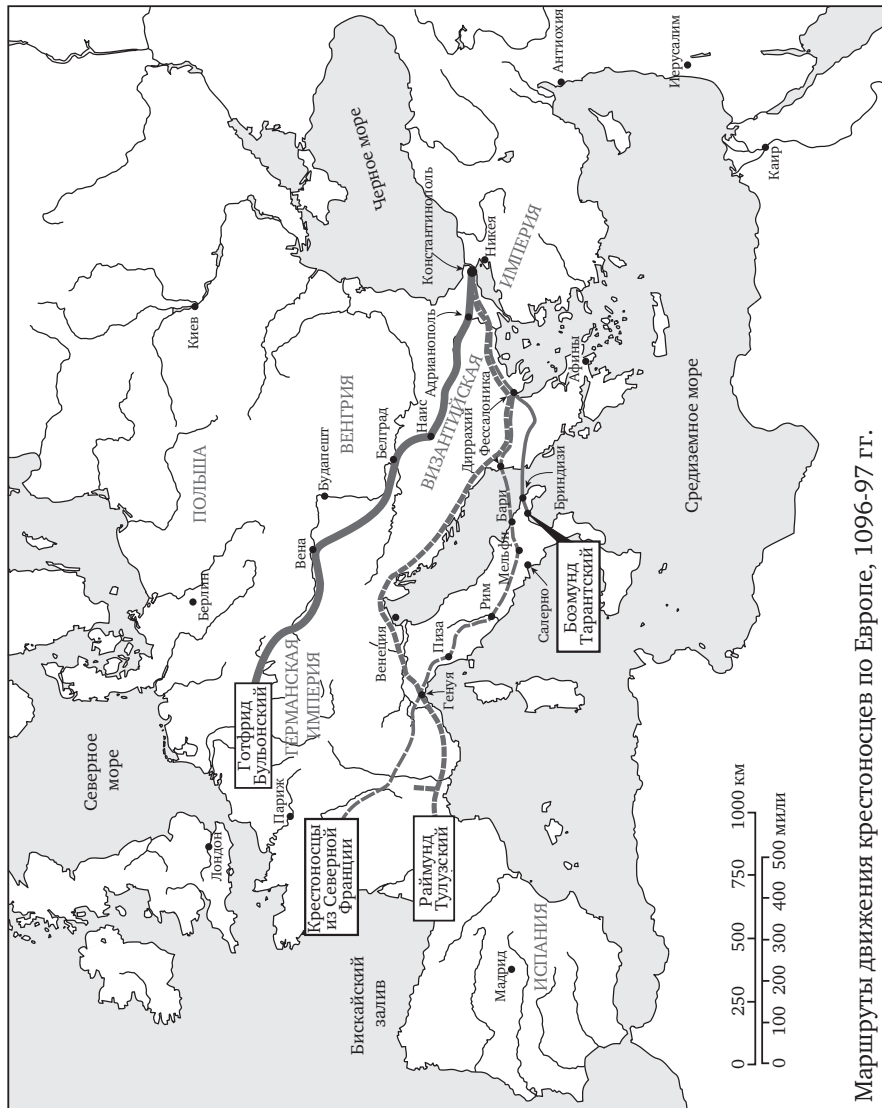 Северное
море
Лондон
Париж
Берлин
ПОЛЬША
Киев
Готфрид
Бульонский
ГЕРМАНСКАЯ
ИМПЕРИЯ
Вена
Будапешт
ВЕНГРИЯ
Белград
Наис
Адрианополь
Константинополь
Черное море
Никея
ВИЗАНТИЙСКАЯ
ИМПЕРИЯ
Крестоносцы
из Северной
Франции
Раймунд
Тулузский
Бискайский
залив
Мадрид
ИСПАНИЯ
Генуя
Венеция
Пиза
Рим
Салерно
Мельфи
Бари
Бриндизи
Диррахий
Фессалоника
Афины
Боэмунд
Тарантский
Средиземное море
Антиохия
Иерусалим
Каир
0 250 500 750 1000 км
0 100 200 300 400 500 мили
Маршруты движения крестоносцев по Европе, 1096-97 гг.